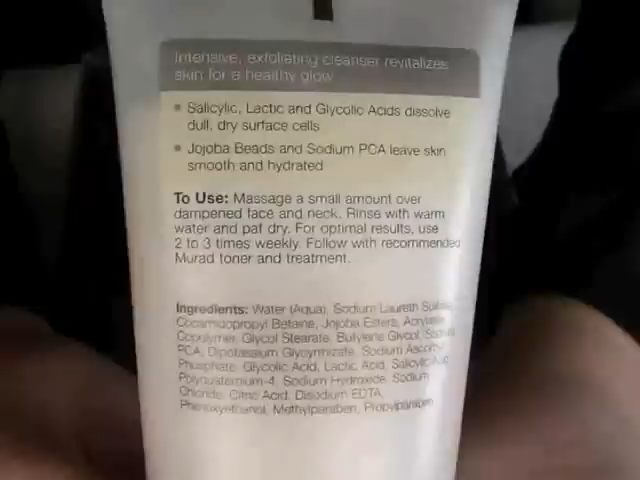 Intensive, exfoliating cleanser revitalizes
skin for a healthy glow
• Salicylic, Lactic and Glycolic Acids dissolve
dull, dry surface cells
• Jojoba Beads and Sodium PCA leave skin
smooth and hydrated
To Use: Massage a small amount over
dampened face and neck. Rinse with warm
water and pat dry. For optimal results, use
2 to 3 times weekly. Follow with recommended
Murad toner and treatment.
Ingredients: Water (Aqua), Sodium Laureth
Cocamidopropyl Betaine, Jojoba Esters,
Copolymer, Glycol Stearate, Butylene Glycol,
PCA, Dipotassium Glycyrrhizate, Sodium
Phosphate, Glycolic Acid, Lactic Acid, Salicylic
Polyquaternium-4, Sodium Hydroxide, Sodium
Chloride, Citric Acid, Disodium EDTA,
Phenoxyethanol, Methylparaben, Propylparaben